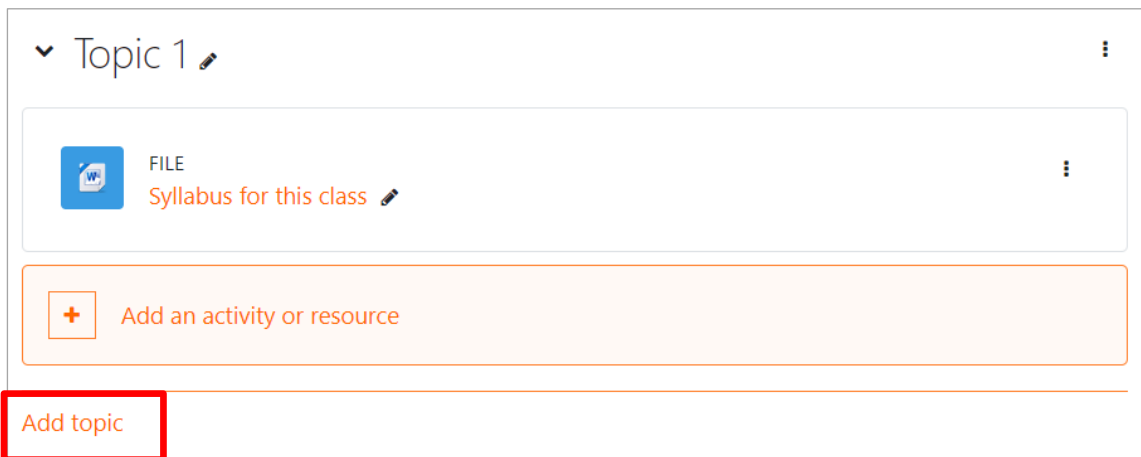 Topic 1
FILE
Syllabus for this class
Add an activity or resource
Add topic